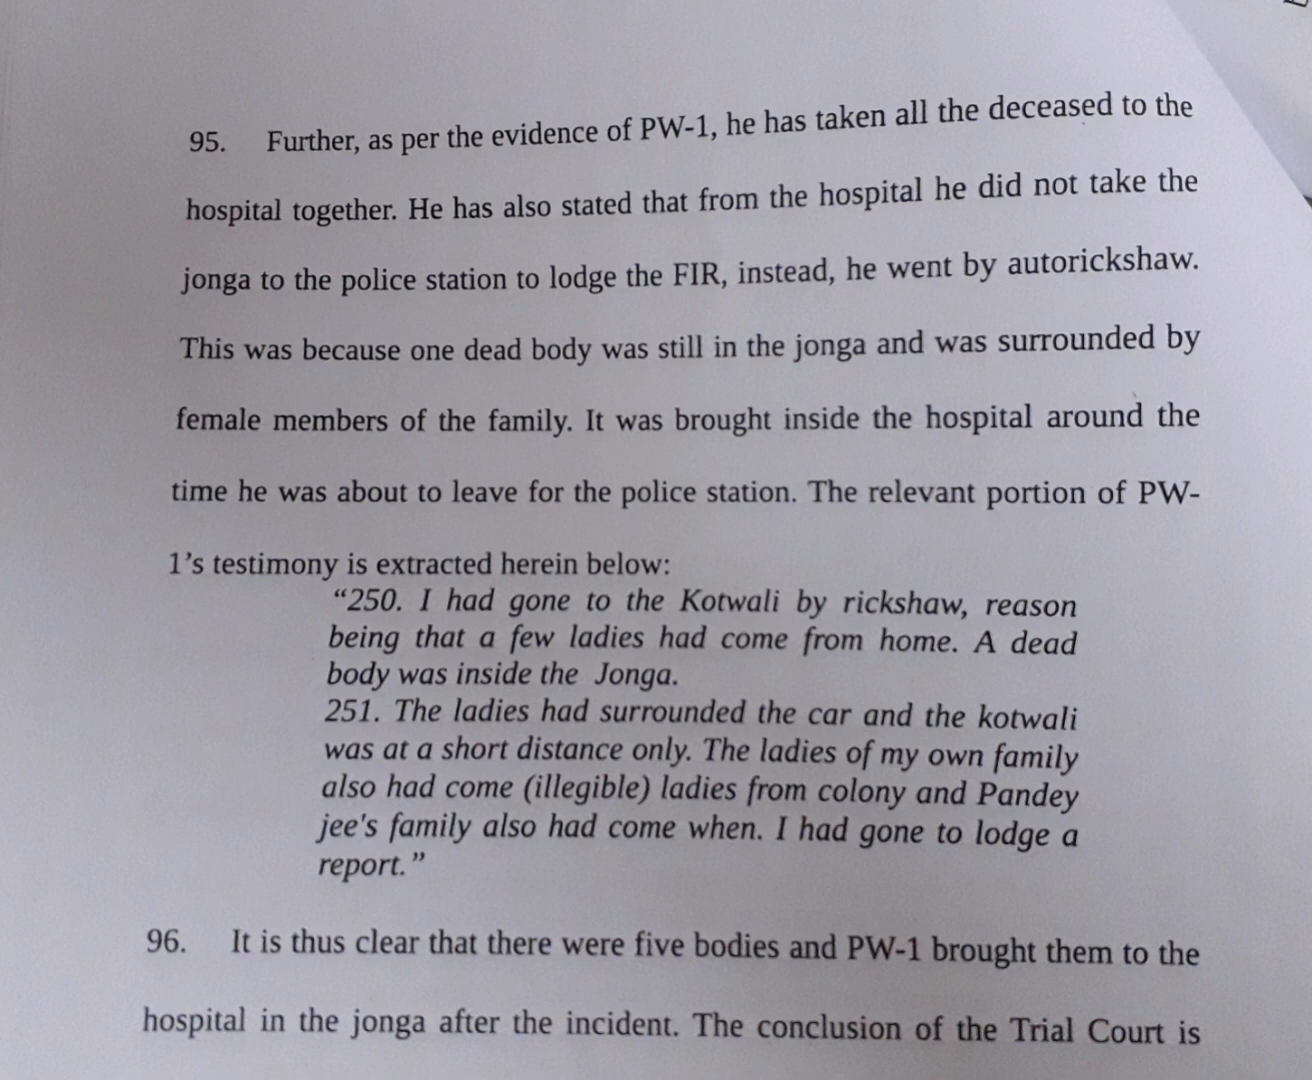 95. Further, as per the evidence of PW-1, he has taken all the deceased to the
hospital together. He has also stated that from the hospital he did not take the
jonga to the police station to lodge the FIR, instead, he went by autorickshaw.
This was because one dead body was still in the jonga and was surrounded by
female members of the family. It was brought inside the hospital around the
time he was about to leave for the police station. The relevant portion of PW-
1’s testimony is extracted herein below:
“250. I had gone to the Kotwali by rickshaw, reason
being that a few ladies had come from home. A dead
body was inside the Jonga.
251. The ladies had surrounded the car and the kotwali
was at a short distance only. The ladies of my own family
also had come (illegible) ladies from colony and Pandey
jee's family also had come when. I had gone to lodge a
report.”
96. It is thus clear that there were five bodies and PW-1 brought them to the
hospital in the jonga after the incident. The conclusion of the Trial Court is